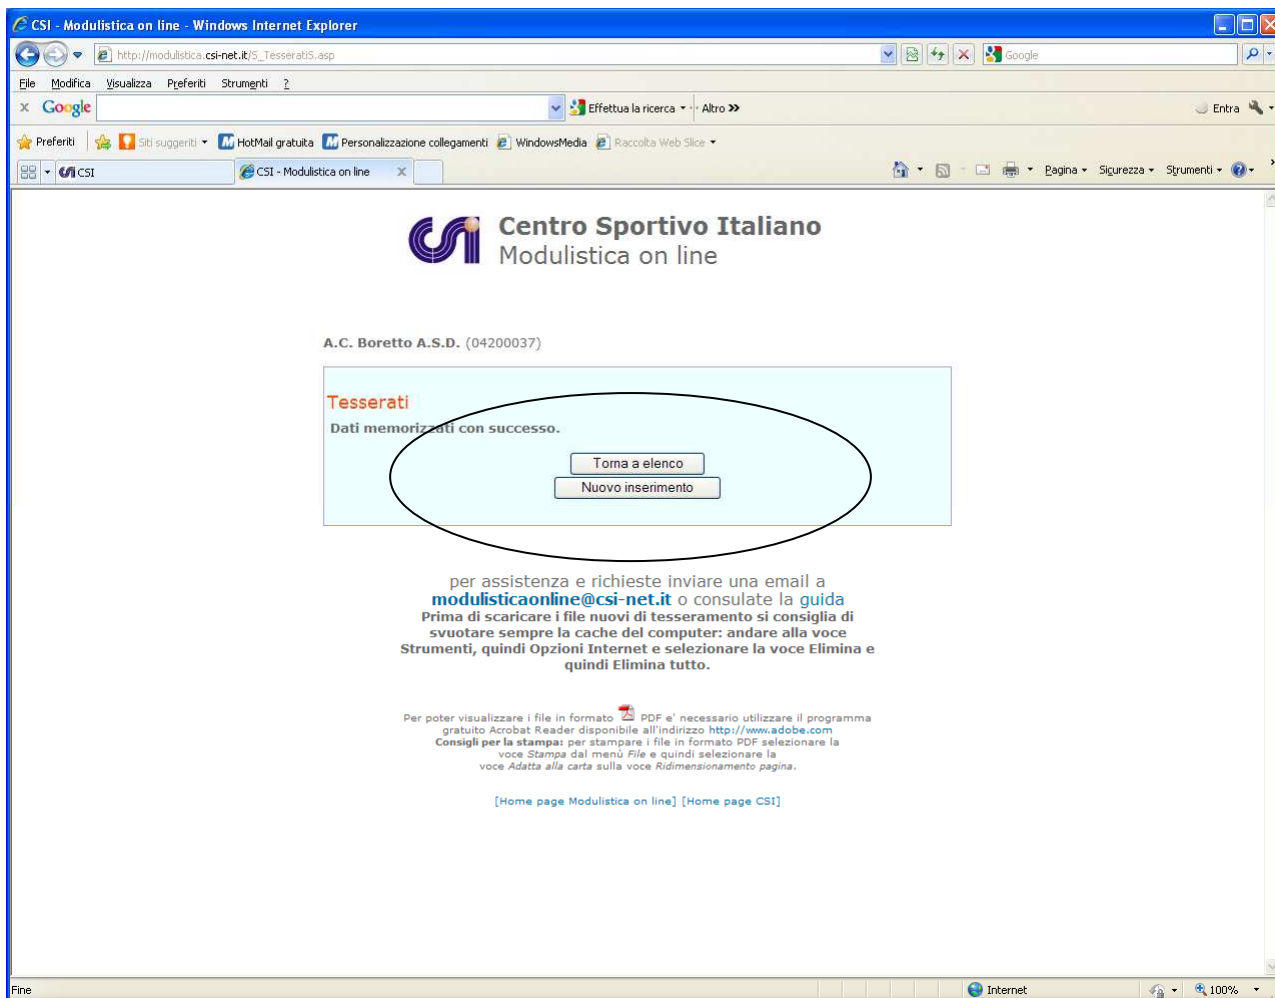 CSI - Modulistica on line - Windows Internet Explorer
http://modulistica.csi-net.it/5_Tesserati5.asp
Google
File Modifica Visualizza Preferiti Strumenti ?
x Google Effettua la ricerca Altro >> Entra
Preferiti Siti suggeriti HotMail gratuita Personalizzazione collegamenti WindowsMedia Raccolta Web Slice
CSI CSI - Modulistica on line X Pagina Sicurezza Strumenti
CSi Centro Sportivo Italiano
Modulistica on line
A.C. Boretto A.S.D. (04200037)
Tesserati
Dati memorizzati con successo.
Torna a elenco
Nuovo inserimento
per assistenza e richieste inviare una email a
modulisticaonline@csi-net.it o consulate la guida
Prima di scaricare i file nuovi di tesseramento si consiglia di
svuotare sempre la cache del computer: andare alla voce
Strumenti, quindi Opzioni Internet e selezionare la voce Elimina e
quindi Elimina tutto.
Per poter visualizzare i file in formato PDF e' necessario utilizzare il programma
gratuito Acrobat Reader disponibile all'indirizzo http://www.adobe.com
Consigli per la stampa: per stampare i file in formato PDF selezionare la
voce Stampa dal menù File e quindi selezionare la
voce Adatta alla carta sulla voce Ridimensionamento pagina.
[Home page Modulistica on line] [Home page CSI]
Fine Internet 100%